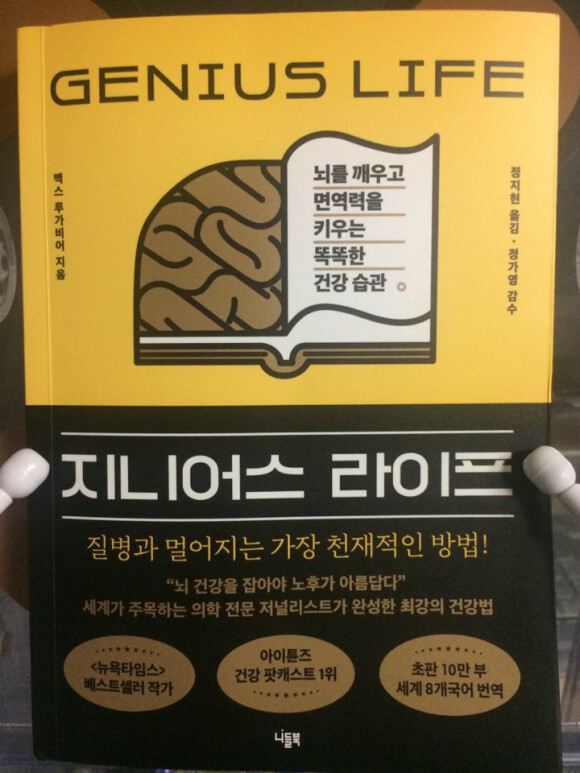 GENIUS LIFE
뇌를 깨우고
면역력을
키우는
똑똑한
건강 습관
맥스 루가비어 지음
정지현 옮김 · 정가영 감수
지니어스 라이프
질병과 멀어지는 가장 천재적인 방법!
“뇌 건강을 잡아야 노후가 아름답다”
세계가 주목하는 의학 전문 저널리스트가 완성한 최강의 건강법
<뉴욕타임스>
베스트셀러 작가
아이튠즈
건강 팟캐스트 1위
초판 10만 부
세계 8개국어 번역
나들북